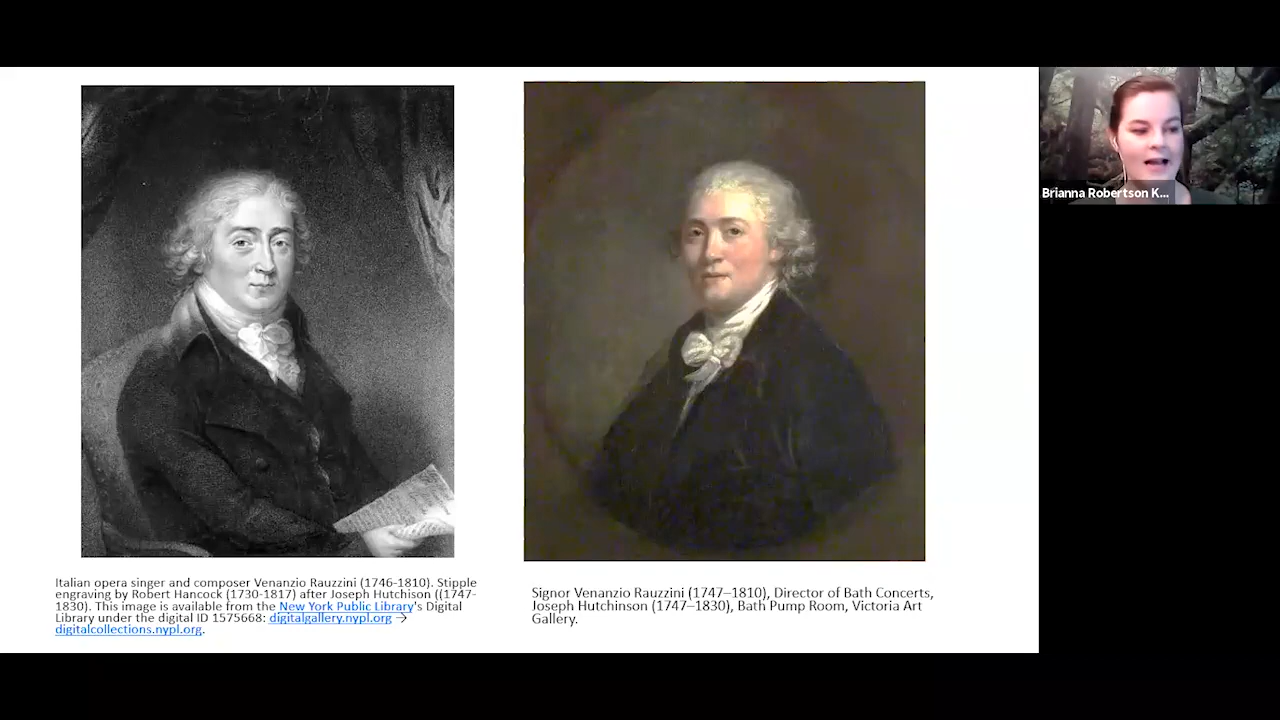 Italian opera singer and composer Venanzio Rauzzini (1746-1810). Stipple
engraving by Robert Hancock (1730-1817) after Joseph Hutchison ((1747-
1830). This image is available from the New York Public Library's Digital
Library under the digital ID 1575668: digitalgallery.nypl.org →
digitalcollections.nypl.org.
Signor Venanzio Rauzzini (1747–1810), Director of Bath Concerts,
Joseph Hutchinson (1747–1830), Bath Pump Room, Victoria Art
Gallery.
Brianna Robertson K...